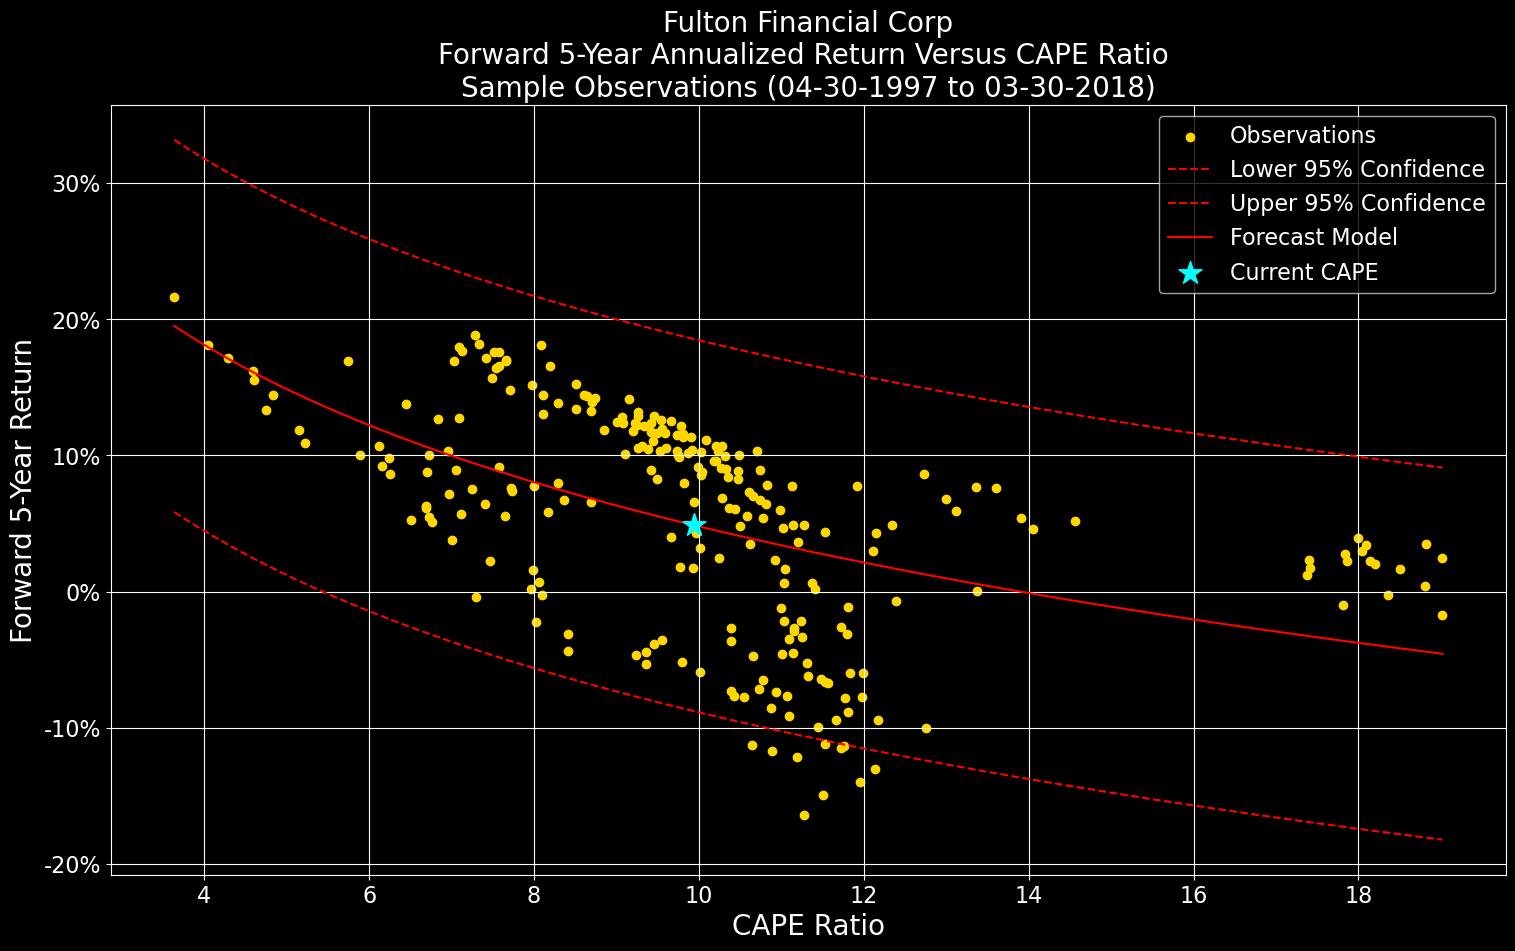 Fulton Financial Corp
Forward 5-Year Annualized Return Versus CAPE Ratio
Sample Observations (04-30-1997 to 03-30-2018)
Observations
Lower 95% Confidence
Upper 95% Confidence
Forecast Model
Current CAPE
Forward 5-Year Return
30%
20%
10%
0%
-10%
-20%
4 6 8 10 12 14 16 18
CAPE Ratio